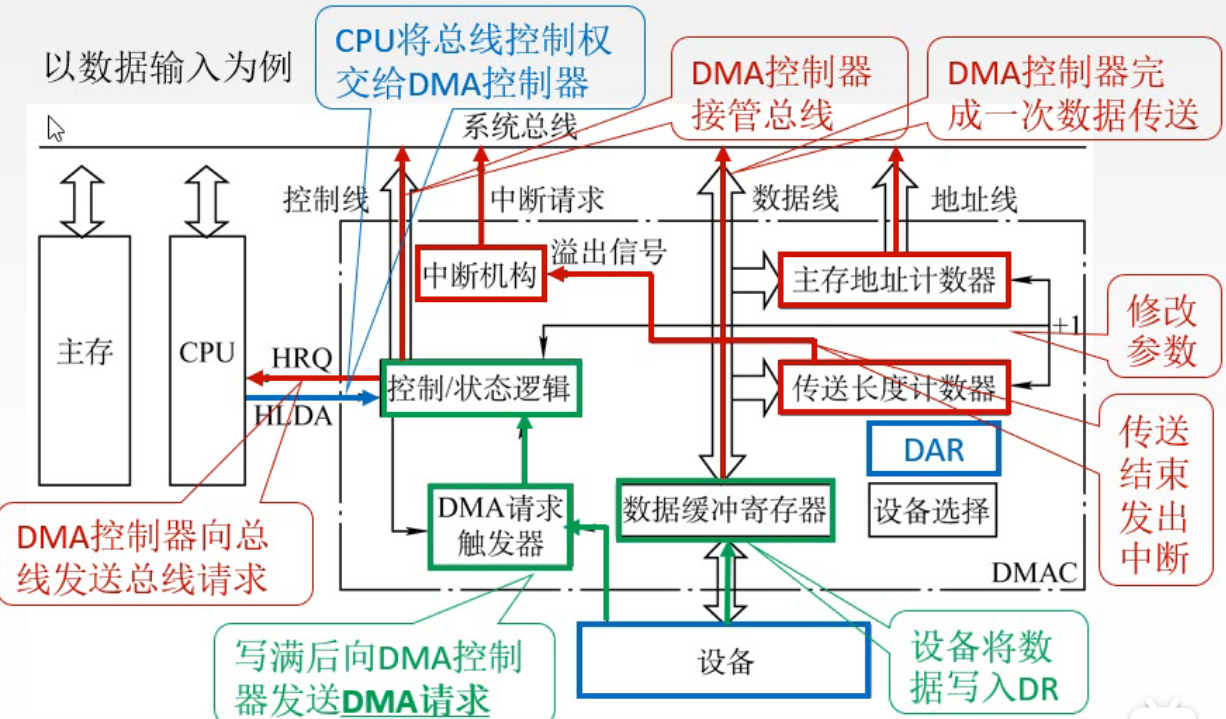 以数据输入为例
CPU将总线控制权
交给DMA控制器
DMA控制器
接管总线
DMA控制器完
成一次数据传送
系统总线
控制线
中断请求
数据线
地址线
溢出信号
中断机构
主存地址计数器
修改
参数
+1
主存
CPU
HRQ
HLDA
控制/状态逻辑
传送长度计数器
传送
结束
发出
中断
DAR
DMA请求
触发器
数据缓冲寄存器
设备选择
DMAC
DMA控制器向总
线发送总线请求
写满后向DMA控制
器发送DMA请求
设备
设备将数
据写入DR